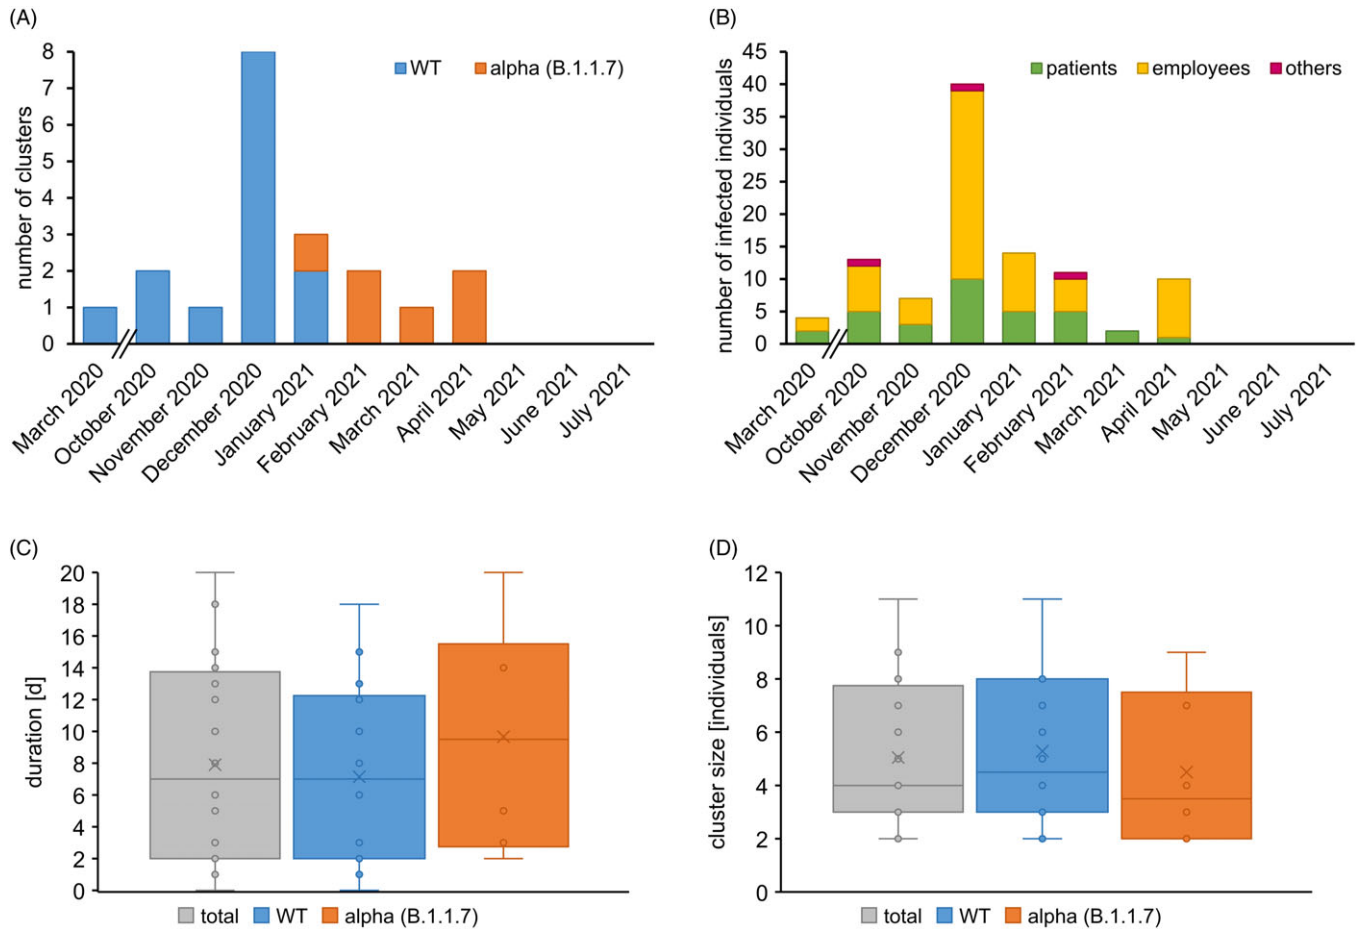 (A)
number of clusters
8
7
6
5
4
3
2
1
0
WT
alpha (B.1.1.7)
March 2020
October 2020
November 2020
December 2020
January 2021
February 2021
March 2021
April 2021
May 2021
June 2021
July 2021
(B)
number of infected individuals
45
40
35
30
25
20
15
10
5
0
patients
employees
others
March 2020
October 2020
November 2020
December 2020
January 2021
February 2021
March 2021
April 2021
May 2021
June 2021
July 2021
(C)
duration [d]
20
18
16
14
12
10
8
6
4
2
0
total
WT
alpha (B.1.1.7)
(D)
cluster size [individuals]
12
10
8
6
4
2
0
total
WT
alpha (B.1.1.7)